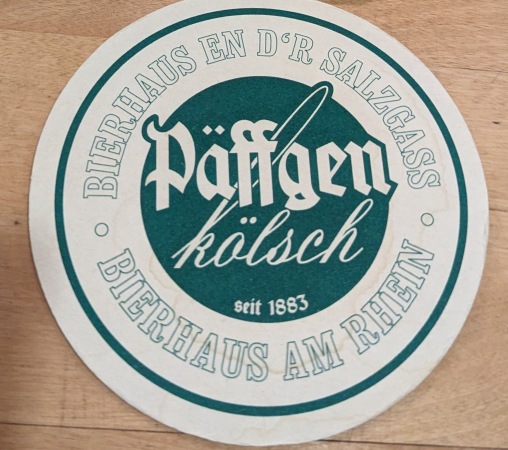 BIERHAUS EN D'R SALZGASS
Päffgen
kölsch
seit 1883
BIERHAUS AM RHEIN